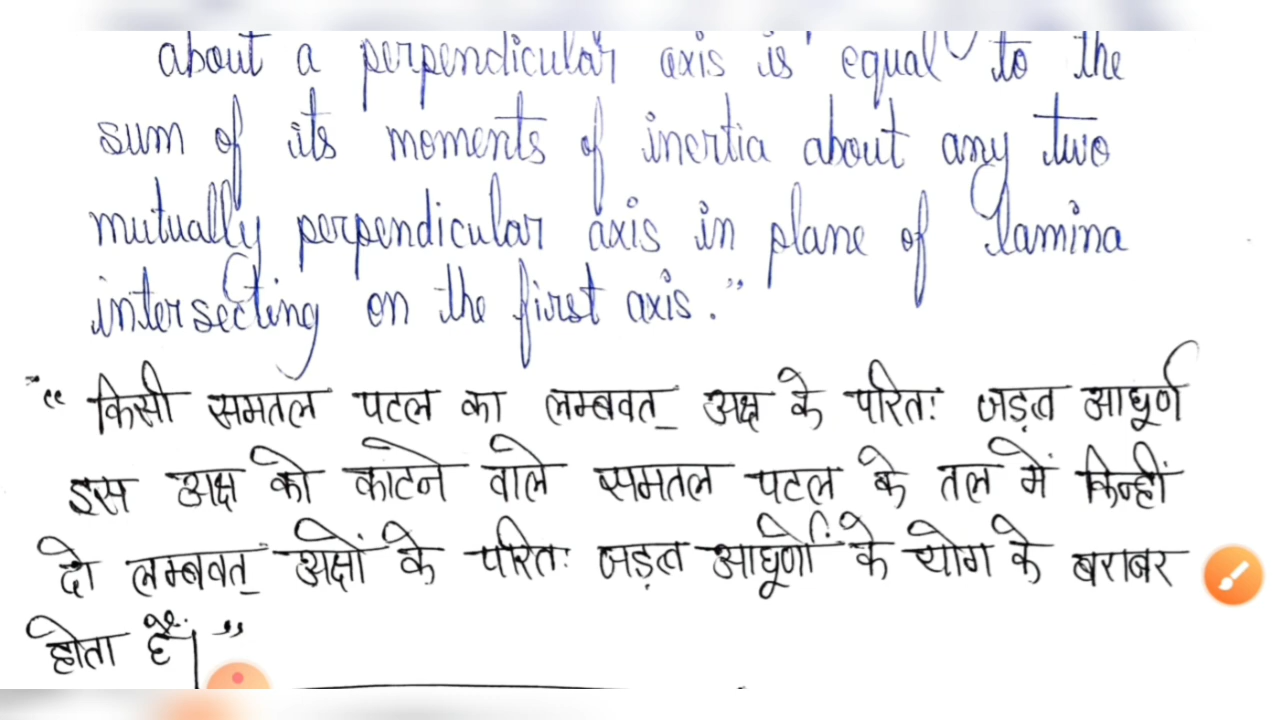 about a perpendicular axis is equal to the
sum of its moments of inertia about any two
mutually perpendicular axis in plane of lamina
intersecting on the first axis."
"किसी समतल पटल का लम्बवत् अक्ष के परितः जड़त्व आघूर्ण
इस अक्ष को काटने वाले समतल पटल के तल में किन्हीं
दो लम्बवत् अक्षों के परितः जड़त्व आघूर्णों के योग के बराबर
होता हैं।"